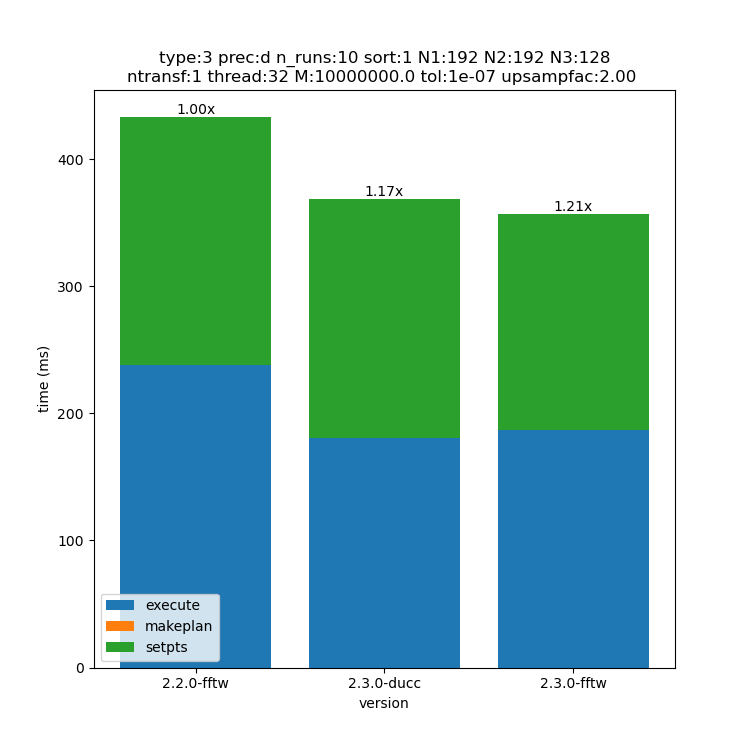 type:3 prec:d n_runs:10 sort:1 N1:192 N2:192 N3:128
ntransf:1 thread:32 M:10000000.0 tol:1e-07 upsampfac:2.00
1.00x
1.17x
1.21x
400
300
200
100
0
time (ms)
execute
makeplan
setpts
2.2.0-fftw
2.3.0-ducc
2.3.0-fftw
version